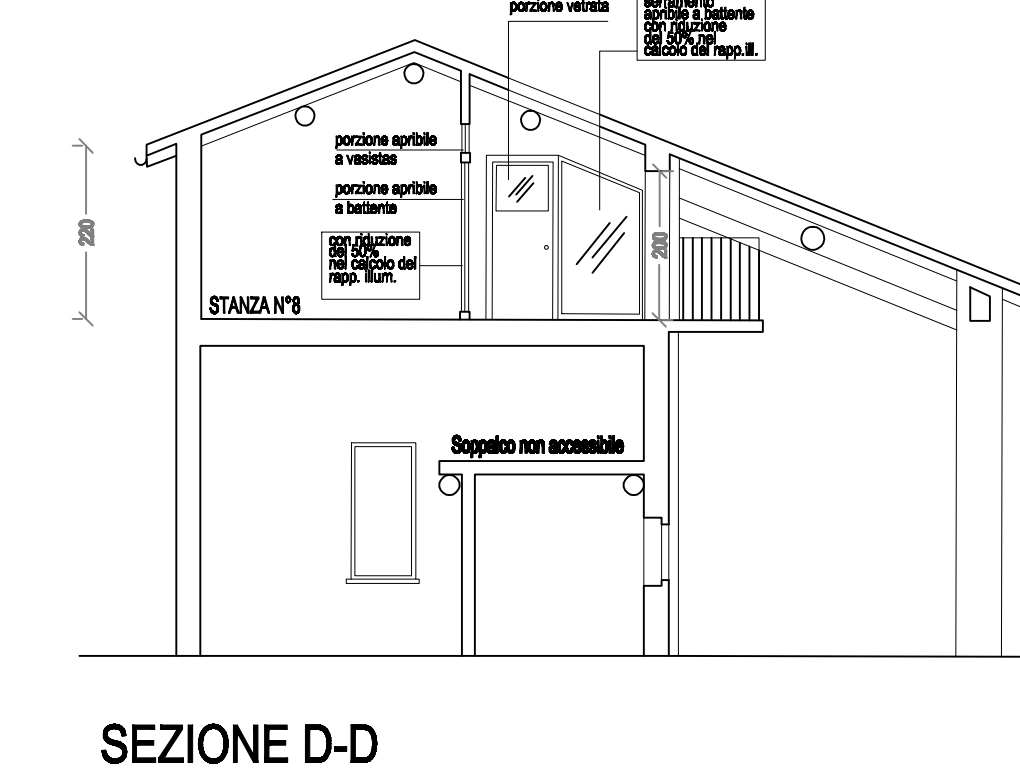 porzione vetrata
serramento
apribile a battente
con riduzione
del 50% nel
calcolo del rapp.ill.
porzione apribile
a vasistas
porzione apribile
a battente
con riduzione
del 50%
nel calcolo del
rapp. illum.
220
200
STANZA N°8
Soppalco non accessibile
SEZIONE D-D